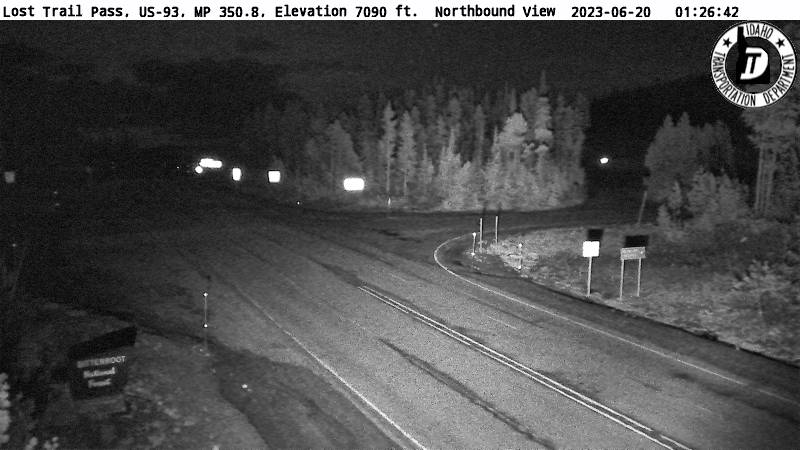 Lost Trail Pass, US-93, MP 350.8, Elevation 7090 ft. Northbound View 2023-06-20 01:26:42
IDAHO
TRANSPORTATION DEPARTMENT
BITTERROOT
National
Forest